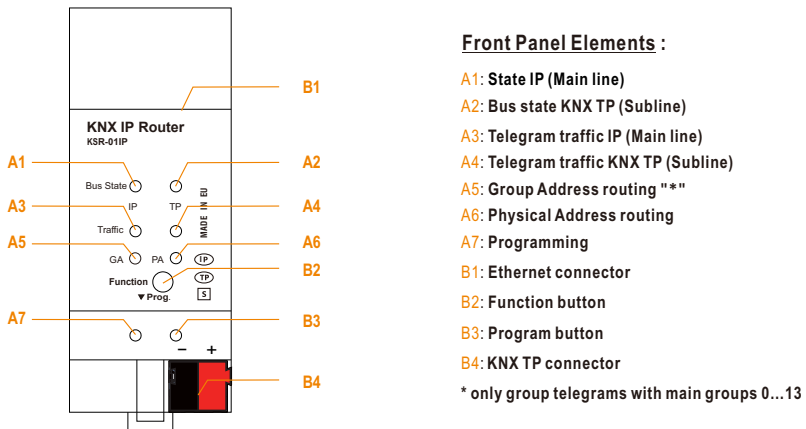 B1
KNX IP Router
KSR-01IP
A1
A2
Bus State
IP
TP
MADE IN EU
A3
A4
Traffic
A5
A6
GA
PA
IP
B2
Function
TP
▼Prog.
S
A7
B3
− +
B4
Front Panel Elements :
A1: State IP (Main line)
A2: Bus state KNX TP (Subline)
A3: Telegram traffic IP (Main line)
A4: Telegram traffic KNX TP (Subline)
A5: Group Address routing "*"
A6: Physical Address routing
A7: Programming
B1: Ethernet connector
B2: Function button
B3: Program button
B4: KNX TP connector
* only group telegrams with main groups 0...13